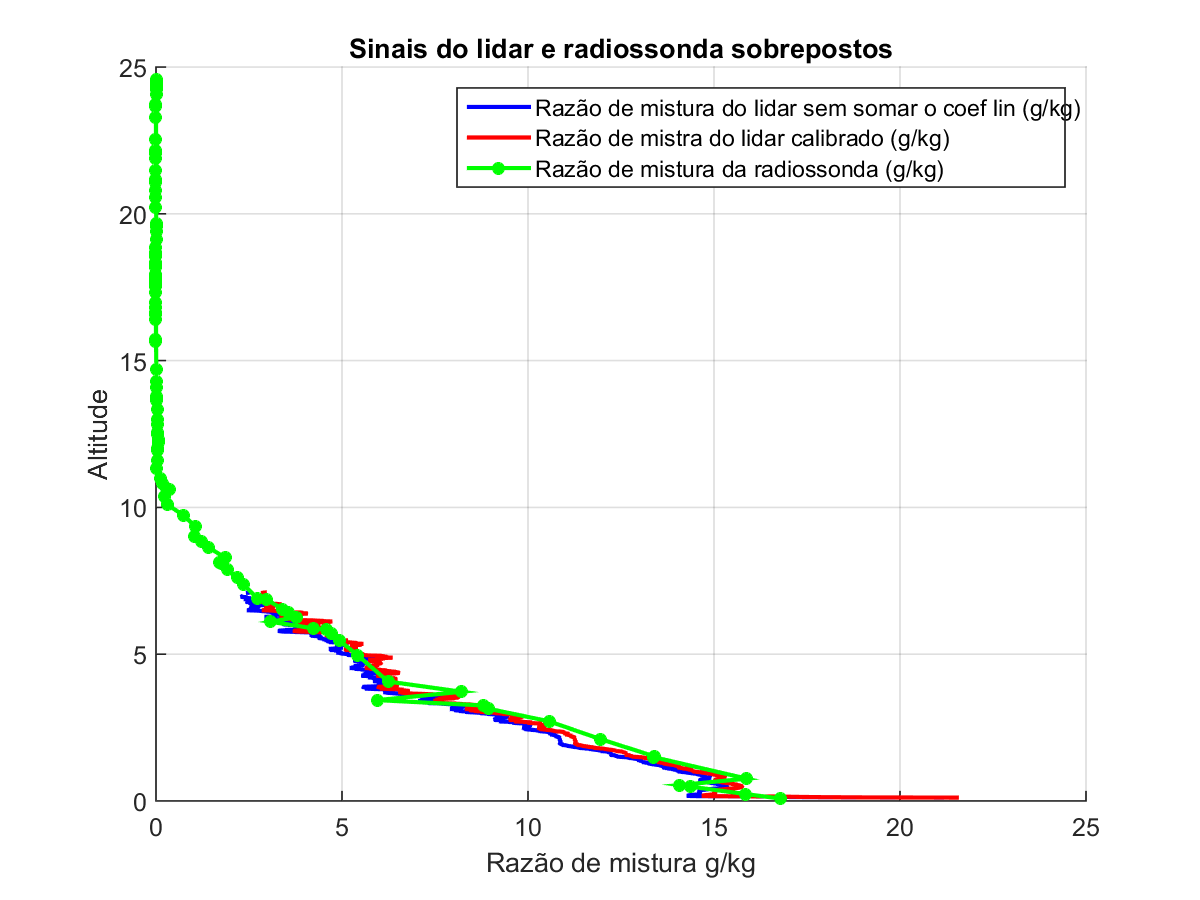 Sinais do lidar e radiossonda sobrepostos
25
20
15
10
5
0
Altitude
Razão de mistura do lidar sem somar o coef lin (g/kg)
Razão de mistra do lidar calibrado (g/kg)
Razão de mistura da radiossonda (g/kg)
0 5 10 15 20 25
Razão de mistura g/kg